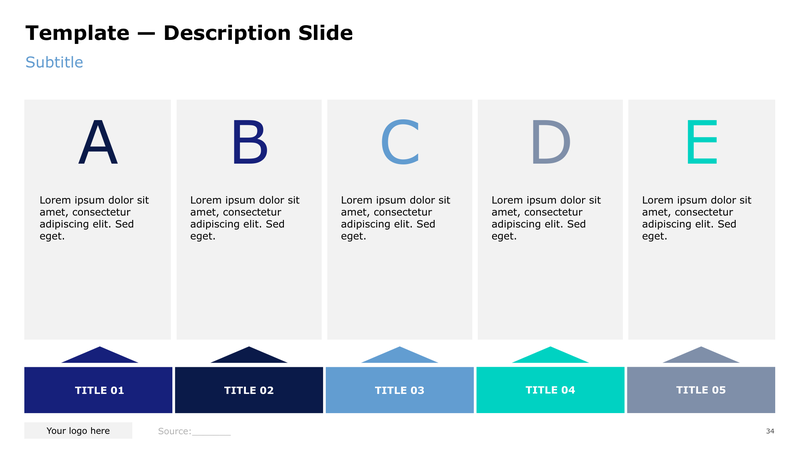 Template — Description Slide
Subtitle
A
B
C
D
E
Lorem ipsum dolor sit
amet, consectetur
adipiscing elit. Sed
eget.
Lorem ipsum dolor sit
amet, consectetur
adipiscing elit. Sed
eget.
Lorem ipsum dolor sit
amet, consectetur
adipiscing elit. Sed
eget.
Lorem ipsum dolor sit
amet, consectetur
adipiscing elit. Sed
eget.
Lorem ipsum dolor sit
amet, consectetur
adipiscing elit. Sed
eget.
TITLE 01
TITLE 02
TITLE 03
TITLE 04
TITLE 05
Your logo here
Source:_______
34